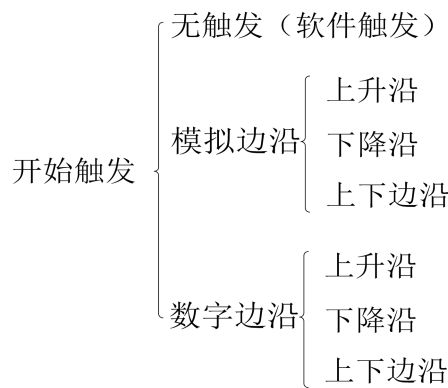 无触发（软件触发）
上升沿
模拟边沿
下降沿
开始触发
上下边沿
上升沿
数字边沿
下降沿
上下边沿